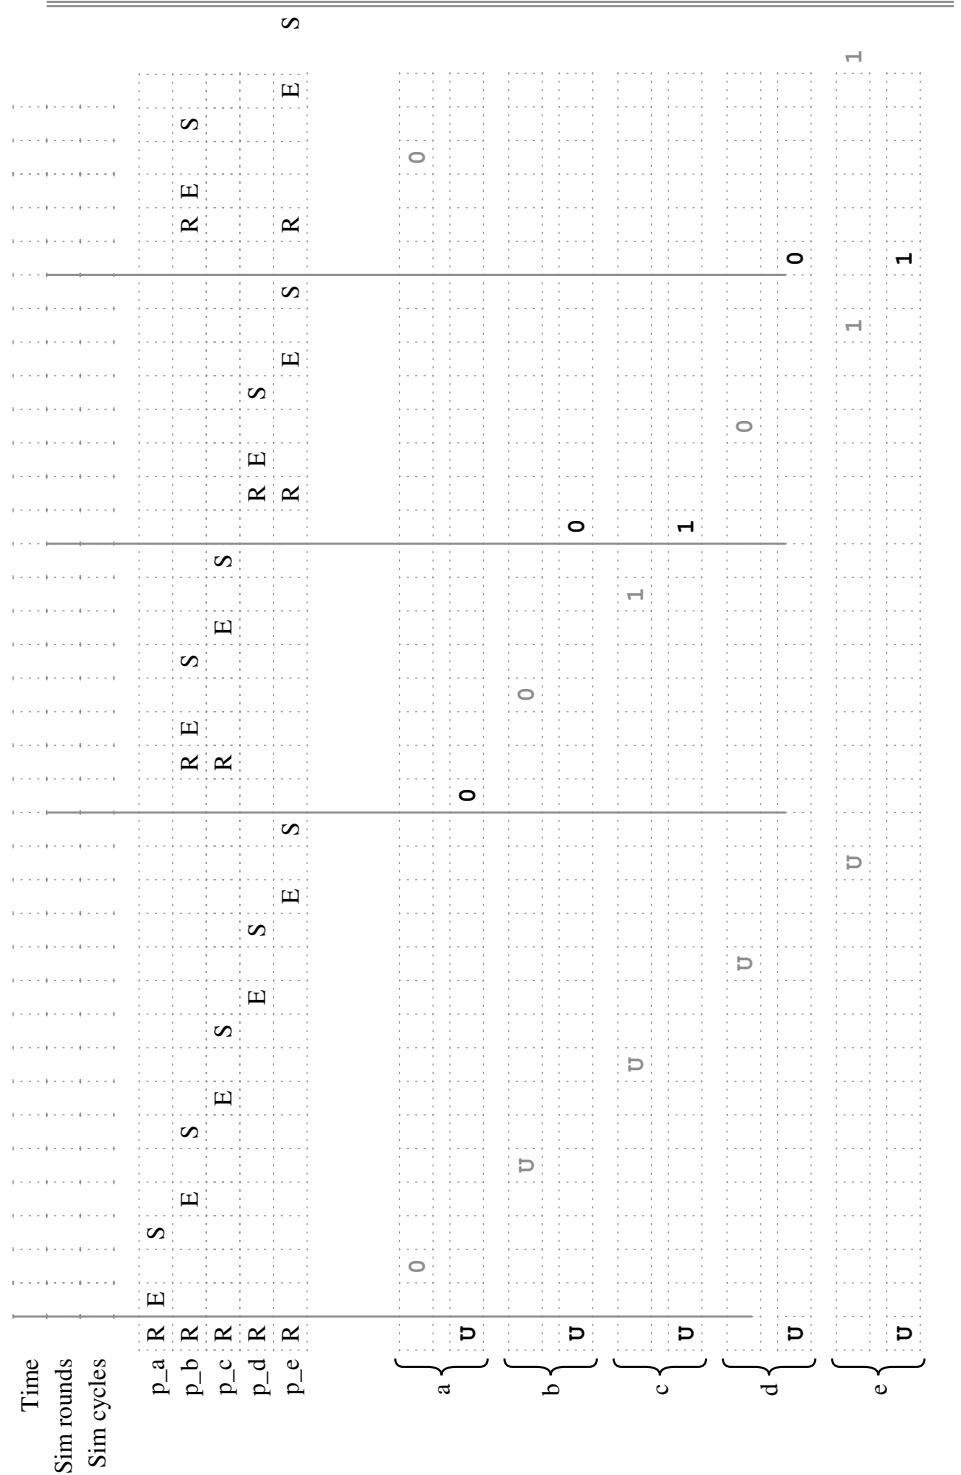 Time
Sim rounds
Sim cycles
p_a R E S
p_b R E S R E S R E S
p_c R E S R E S
p_d R E S R E S
p_e R E S R E S R E S
0 0
a
U 0
U 0
b
U 0
U 1
c
U 1
U 0
d
U 0
U 1 1
e
U 1